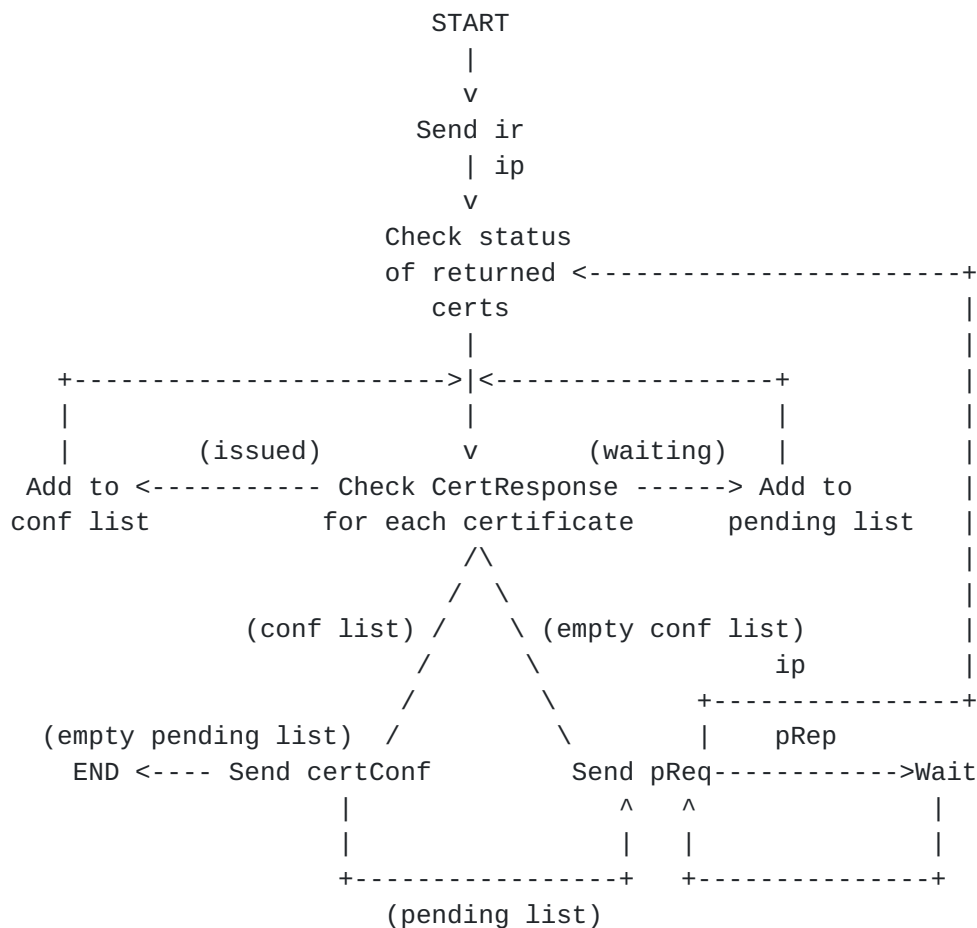 START
|
v
Send ir
| ip
v
Check status
of returned <------------------------+
certs |
| |
+------------------------>|<------------------+ |
| | | |
| (issued) v (waiting) | |
Add to <----------- Check CertResponse ------> Add to |
conf list for each certificate pending list |
/\ |
/ \ |
(conf list) / \ (empty conf list) |
/ \ ip |
/ \ +----------------+
(empty pending list) / \ | pRep
END <---- Send certConf Send pReq------------>Wait
| ^ ^ |
| | | |
+-----------------+ +---------------+
(pending list)